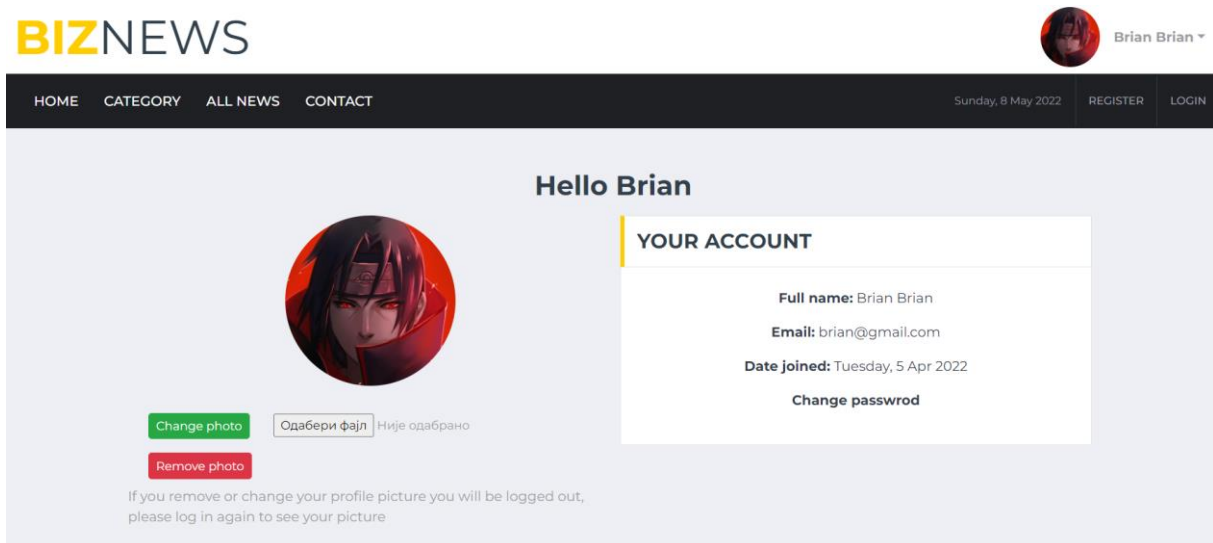 BIZNEWS
Brian Brian
HOME CATEGORY ALL NEWS CONTACT
Sunday, 8 May 2022 REGISTER LOGIN
Hello Brian
YOUR ACCOUNT
Full name: Brian Brian
Email: brian@gmail.com
Date joined: Tuesday, 5 Apr 2022
Change passwrod
Change photo Одабери фајл Није одабрано
Remove photo
If you remove or change your profile picture you will be logged out,
please log in again to see your picture